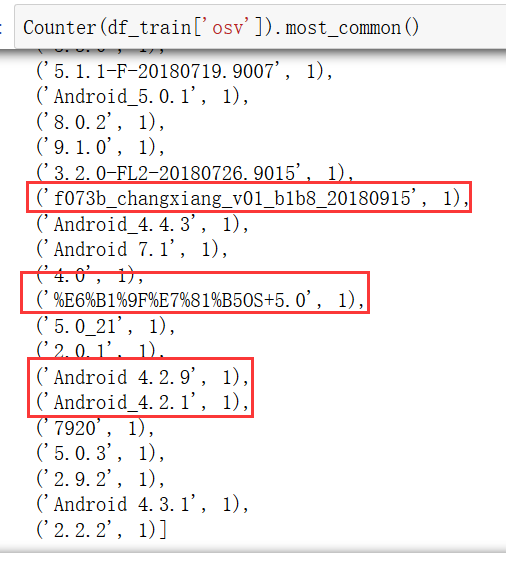 Counter(df_train['osv']).most_common()
('5.1.1-F-20180719.9007', 1),
('Android_5.0.1', 1),
('8.0.2', 1),
('9.1.0', 1),
('3.2.0-FL2-20180726.9015', 1),
('f073b_changxiang_v01_b1b8_20180915', 1),
('Android_4.4.3', 1),
('Android 7.1', 1),
('4.0', 1),
('%E6%B1%9F%E7%81%B5OS+5.0', 1),
('5.0_21', 1),
('2.0.1', 1),
('Android 4.2.9', 1),
('Android_4.2.1', 1),
('7920', 1),
('5.0.3', 1),
('2.9.2', 1),
('Android 4.3.1', 1),
('2.2.2', 1)]